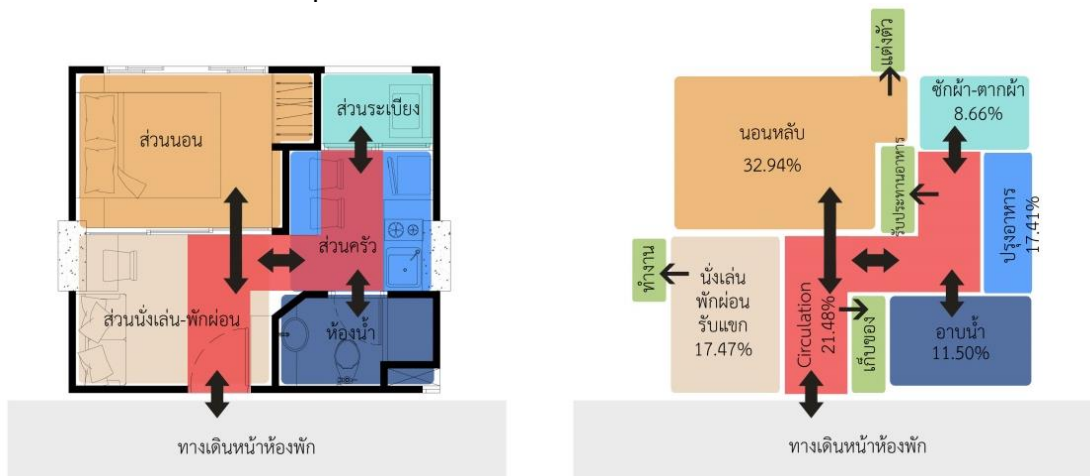 ส่วนนอน
ส่วนระเบียง
ส่วนครัว
ส่วนนั่งเล่น-พักผ่อน
ห้องน้ำ
ทางเดินหน้าห้องพัก
แต่งตัว
ซักผ้า-ตากผ้า
8.66%
นอนหลับ
32.94%
รับประทานอาหาร
ปรุงอาหาร
17.41%
ทำงาน
นั่งเล่น
พักผ่อน
รับแขก
17.47%
Circulation
21.48%
เก็บของ
อาบน้ำ
11.50%
ทางเดินหน้าห้องพัก